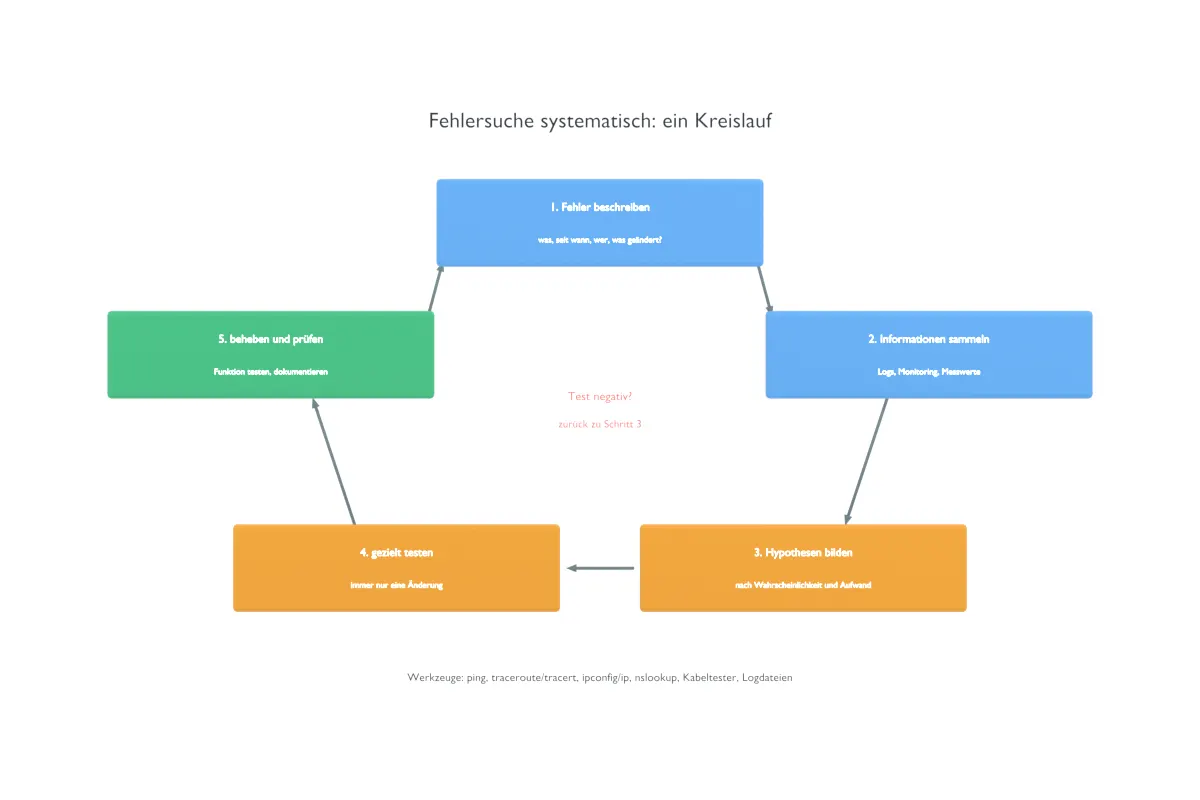 Fehlersuche systematisch: ein Kreislauf
1. Fehler beschreiben
was, seit wann, wer, was geändert?
2. Informationen sammeln
Logs, Monitoring, Messwerte
3. Hypothesen bilden
nach Wahrscheinlichkeit und Aufwand
4. gezielt testen
immer nur eine Änderung
5. beheben und prüfen
Funktion testen, dokumentieren
Test negativ?
zurück zu Schritt 3
Werkzeuge: ping, traceroute/tracert, ipconfig/ip, nslookup, Kabeltester, Logdateien